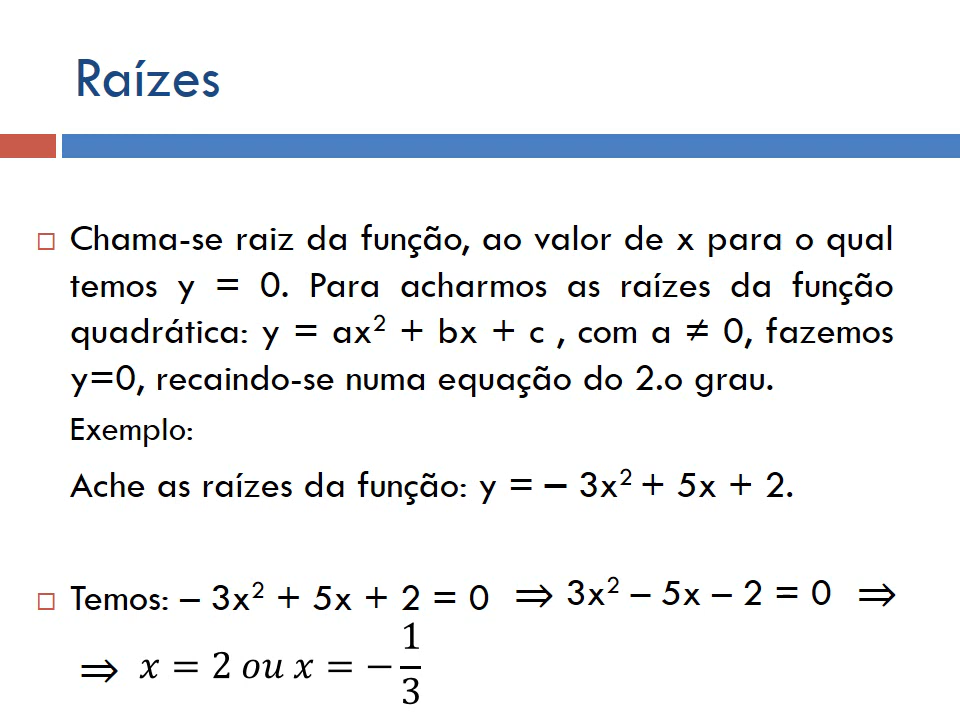 Raízes
Chama-se raiz da função, ao valor de x para o qual
temos y = 0. Para acharmos as raízes da função
quadrática: y = ax² + bx + c , com a ≠ 0, fazemos
y=0, recaindo-se numa equação do 2.o grau.
Exemplo:
Ache as raízes da função: y = – 3x² + 5x + 2.
Temos: – 3x² + 5x + 2 = 0 ⇒ 3x² – 5x – 2 = 0 ⇒
⇒ x = 2 ou x = −1/3